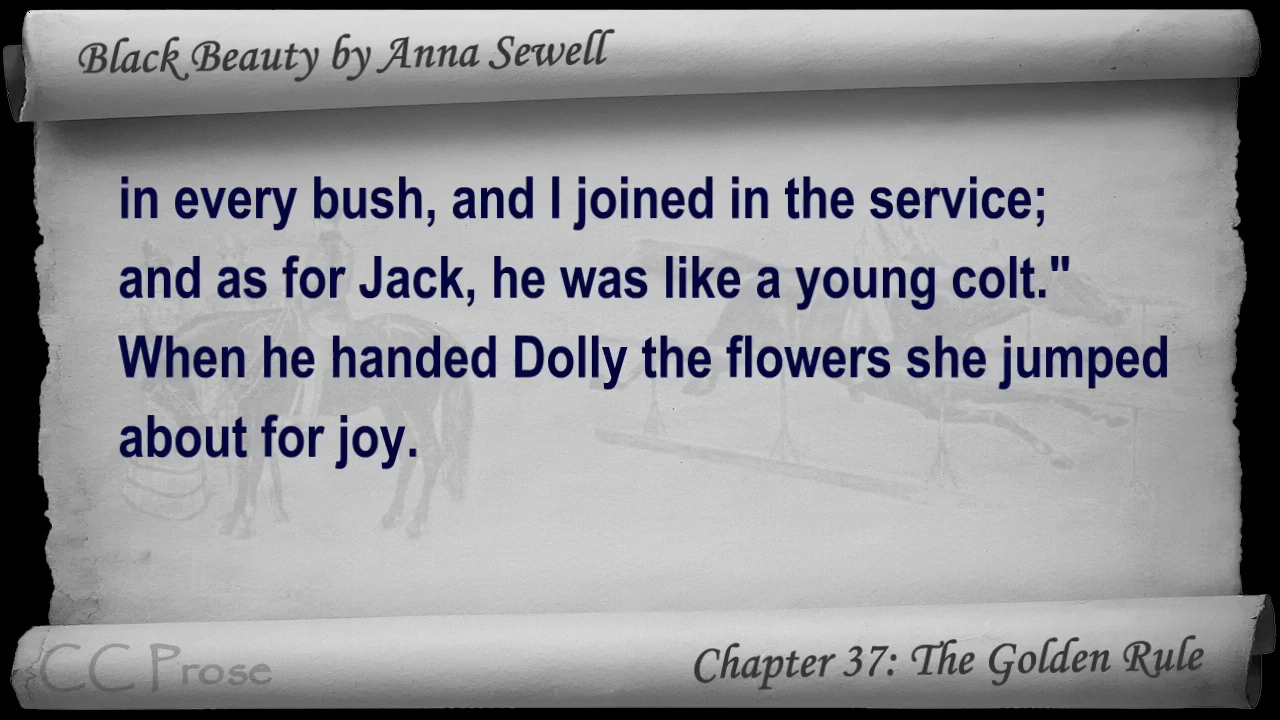 Black Beauty by Anna Sewell
in every bush, and I joined in the service;
and as for Jack, he was like a young colt."
When he handed Dolly the flowers she jumped
about for joy.
CC Prose
Chapter 37: The Golden Rule